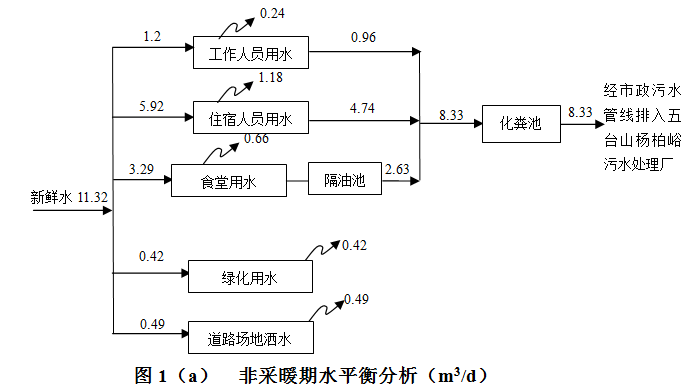 0.24
1.2
工作人员用水
0.96
1.18
5.92
住宿人员用水
4.74
8.33
化粪池
8.33
经市政污水
管线排入五
台山杨柏峪
污水处理厂
0.66
3.29
食堂用水
隔油池
2.63
新鲜水 11.32
0.42
0.42
绿化用水
0.49
0.49
道路场地洒水
图 1（a） 非采暖期水平衡分析（m³/d）